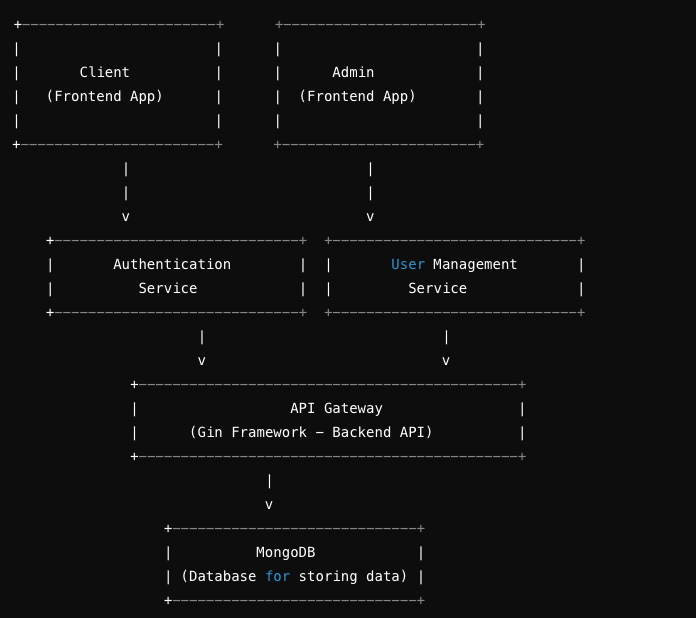 Client
(Frontend App)
Admin
(Frontend App)
v
v
Authentication
Service
User Management
Service
v
v
API Gateway
(Gin Framework – Backend API)
v
MongoDB
(Database for storing data)